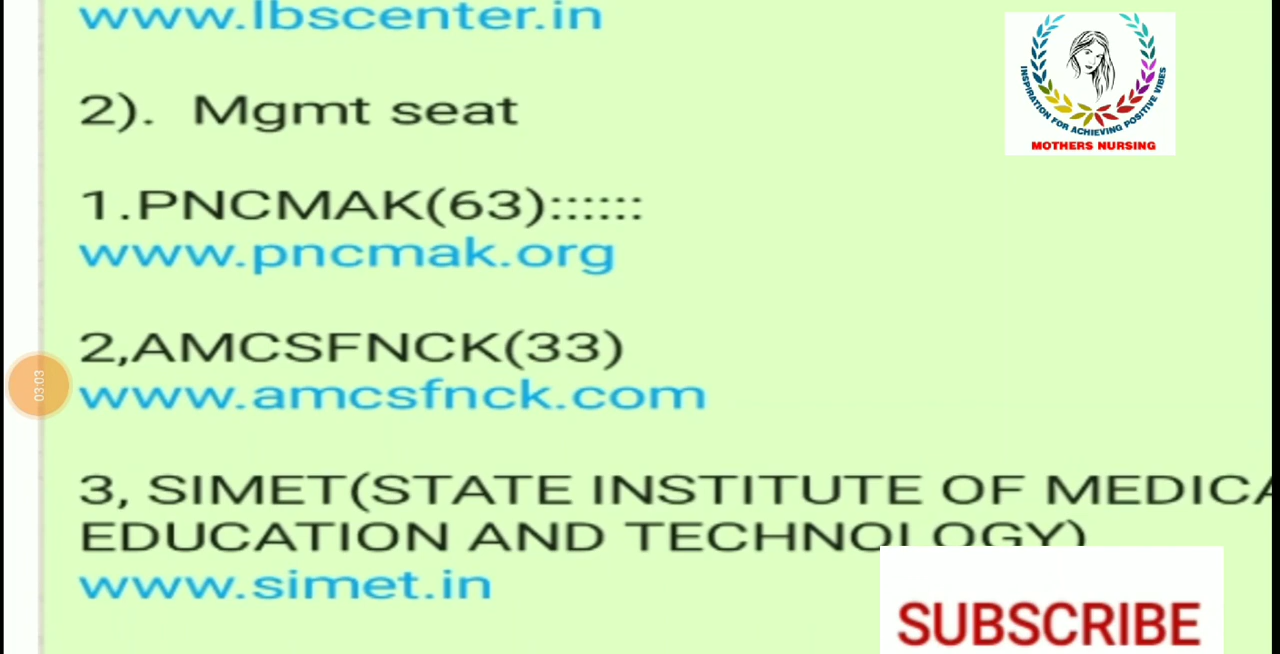 www.lbscenter.in
2). Mgmt seat
1.PNCMAK(63)::::::
www.pncmak.org
2,AMCSFNCK(33)
www.amcsfnck.com
3, SIMET(STATE INSTITUTE OF MEDICA
EDUCATION AND TECHNOLOGY)
www.simet.in
INSPIRATION FOR ACHIEVING POSITIVE VIBES
MOTHERS NURSING
03:03
SUBSCRIBE